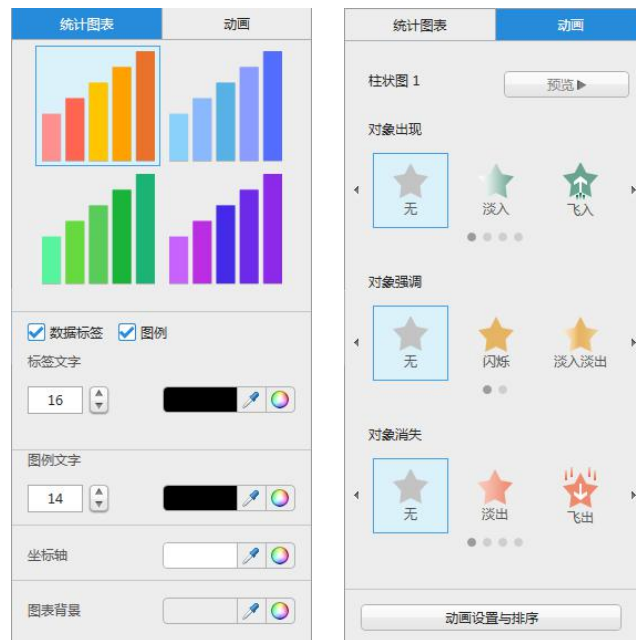 统计图表 动画
数据标签 图例
标签文字
16
图例文字
14
坐标轴
图表背景
统计图表 动画
柱状图 1 预览
对象出现
无 淡入 飞入
对象强调
无 闪烁 淡入淡出
对象消失
无 淡出 飞出
动画设置与排序